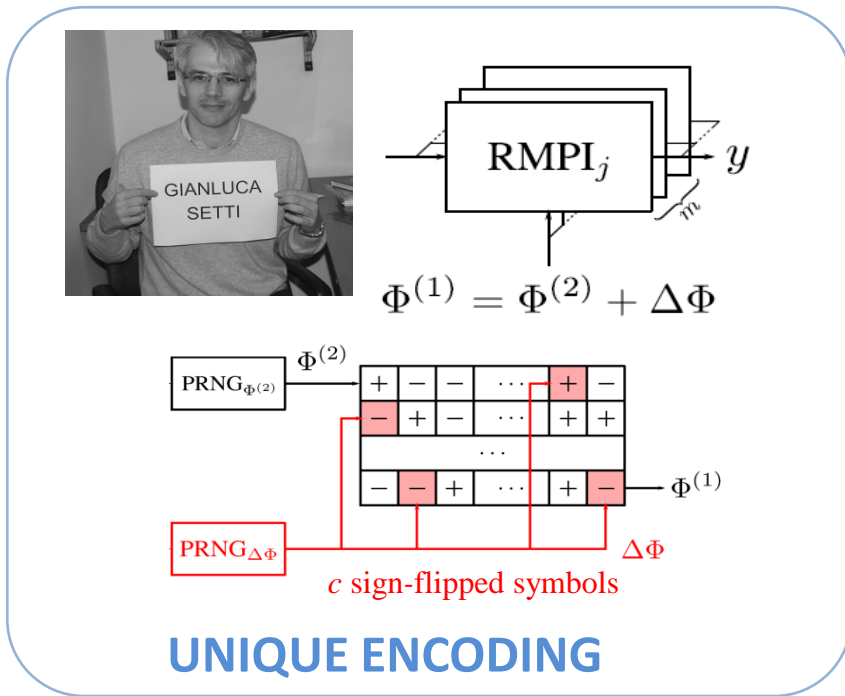 GIANLUCA
SETTI
RMPI_j
y
m
Φ^(1) = Φ^(2) + ΔΦ
PRNG_Φ^(2)
Φ^(2)
+ − − ⋯ + −
− + − ⋯ + +
⋯
− − + ⋯ + −
Φ^(1)
PRNG_ΔΦ
ΔΦ
c sign-flipped symbols
UNIQUE ENCODING